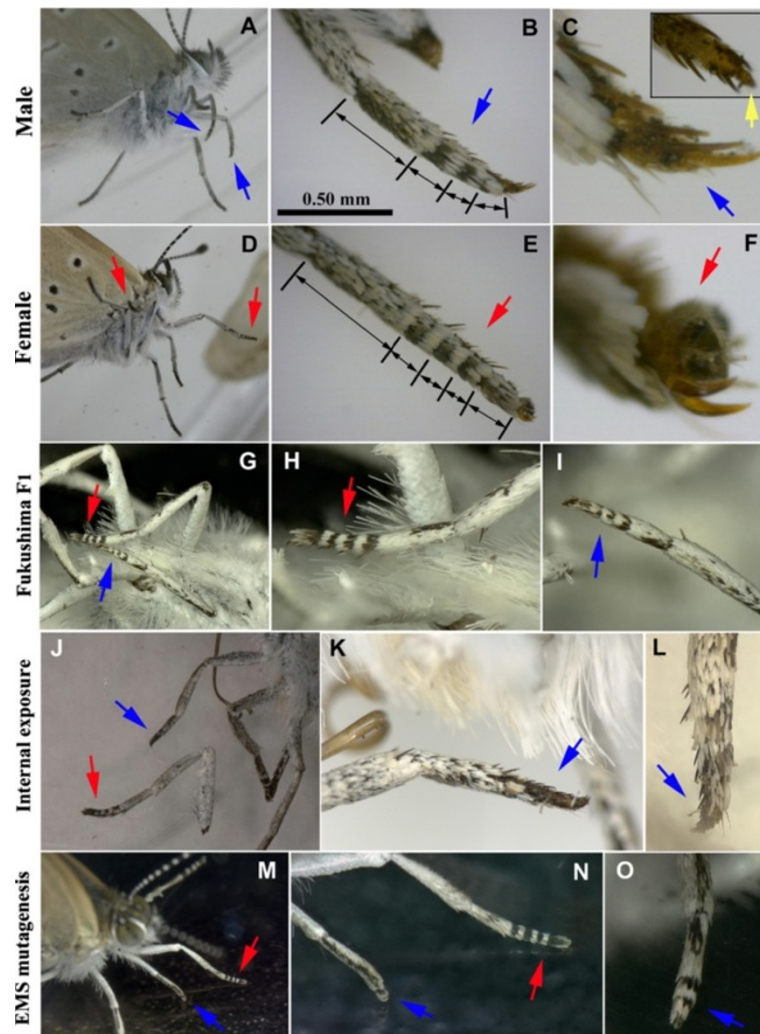 Male
A
B
C
0.50 mm
Female
D
E
F
Fukushima F1
G
H
I
Internal exposure
J
K
L
EMS mutagenesis
M
N
O